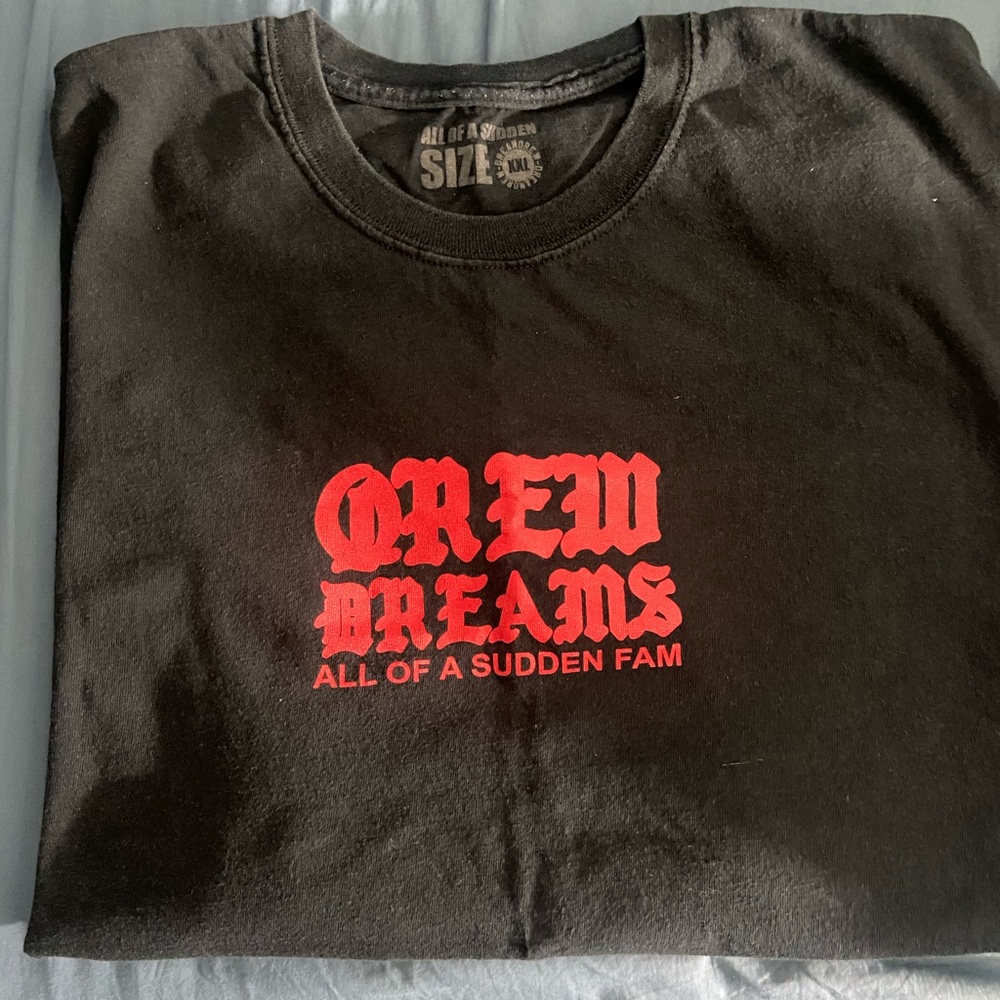 ALL OF A SUDDEN
SIZE XXL
QREW
DREAMS
ALL OF A SUDDEN FAM